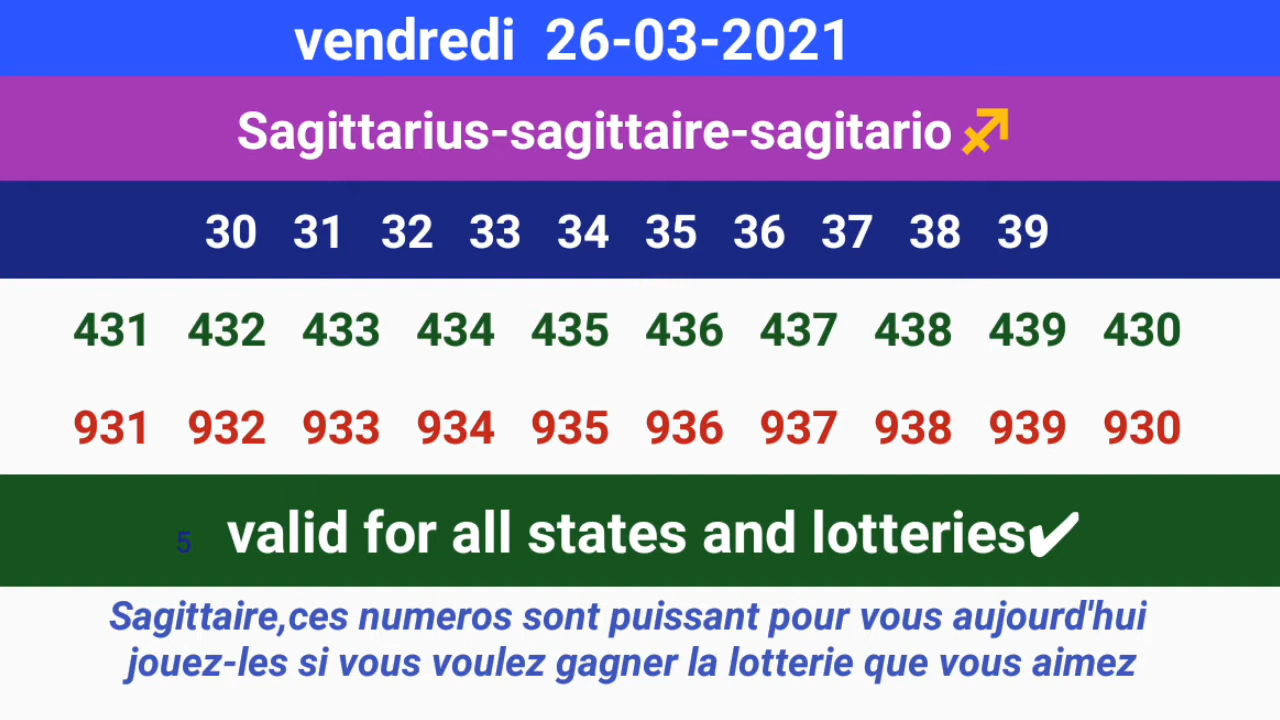 vendredi 26-03-2021
Sagittarius-sagittaire-sagitario ♐
30 31 32 33 34 35 36 37 38 39
431 432 433 434 435 436 437 438 439 430
931 932 933 934 935 936 937 938 939 930
5 valid for all states and lotteries✔
Sagittaire,ces numeros sont puissant pour vous aujourd'hui
jouez-les si vous voulez gagner la lotterie que vous aimez